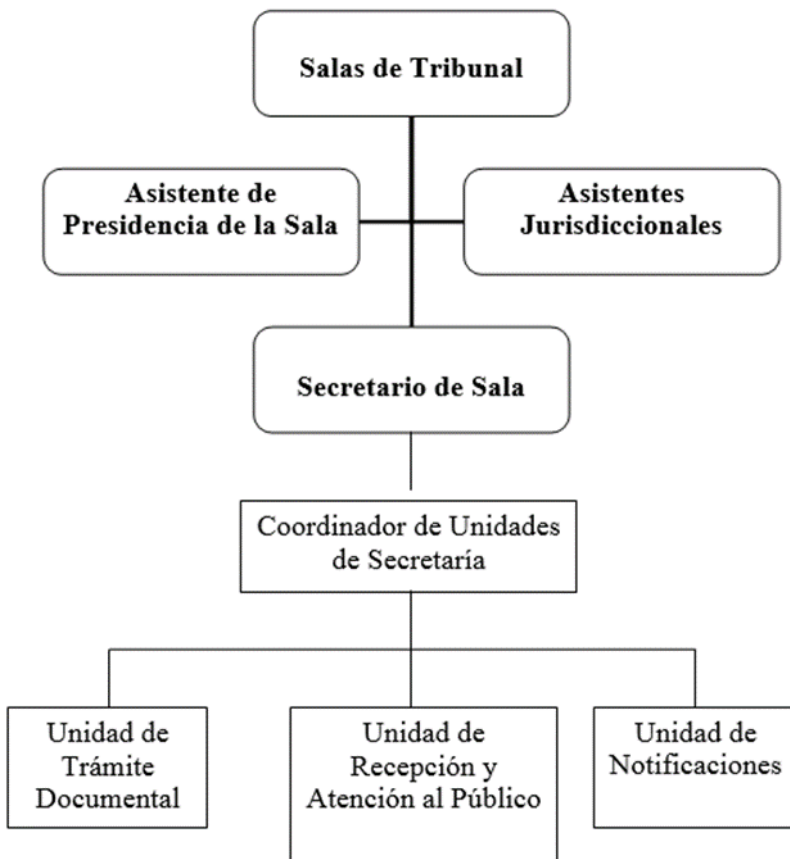 Salas de Tribunal
Asistente de
Presidencia de la Sala
Asistentes
Jurisdiccionales
Secretario de Sala
Coordinador de Unidades
de Secretaría
Unidad de
Trámite
Documental
Unidad de
Recepción y
Atención al Público
Unidad de
Notificaciones